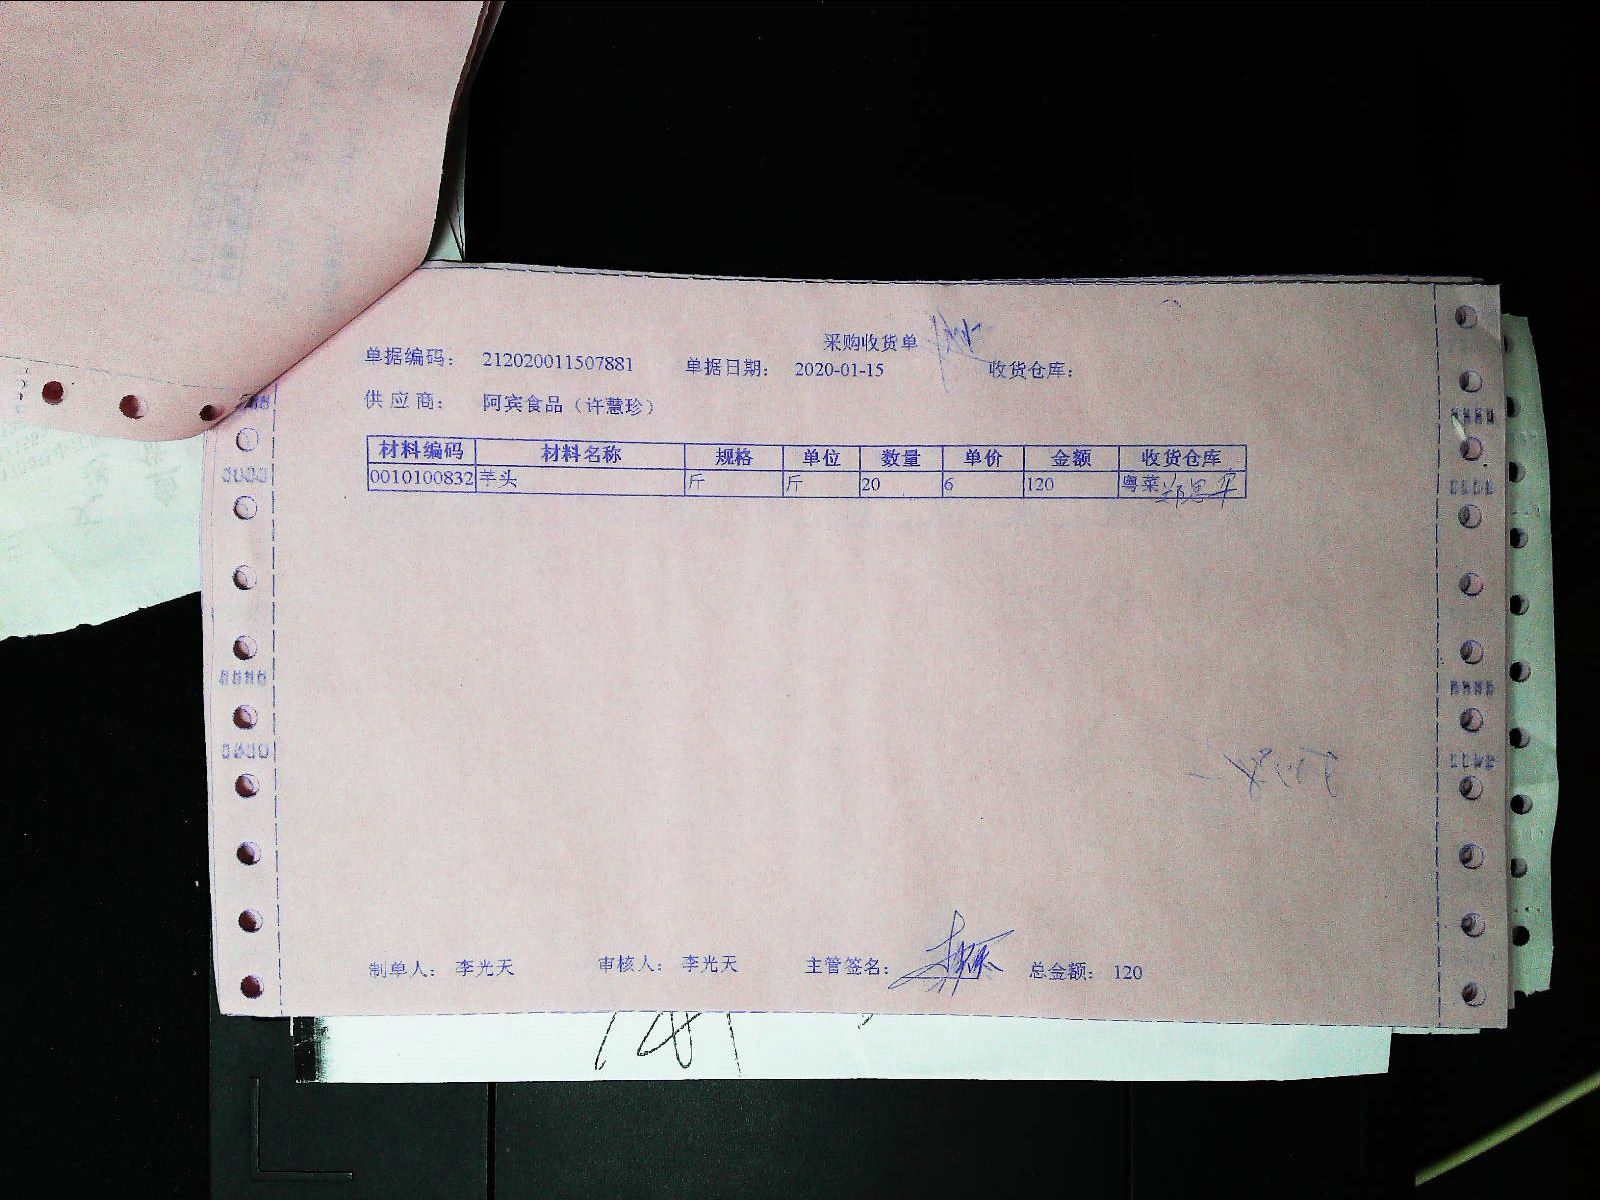 采购收货单
单据编码： 212020011507881 单据日期： 2020-01-15 收货仓库：
供 应 商： 阿宾食品（许慧珍）
材料编码 材料名称 规格 单位 数量 单价 金额 收货仓库
0010100832 芋头 斤 斤 20 6 120 粤菜
制单人： 李光天 审核人： 李光天 主管签名： 总金额： 120